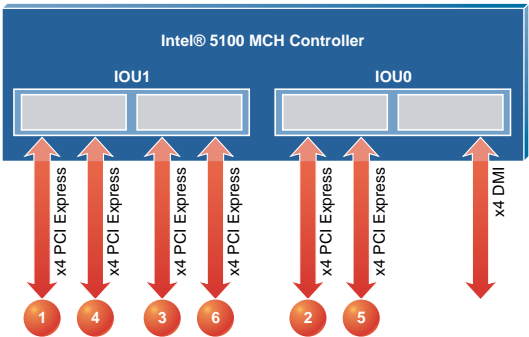 Intel® 5100 MCH Controller
IOU1
IOU0
x4 PCI Express
x4 PCI Express
x4 PCI Express
x4 PCI Express
x4 PCI Express
x4 PCI Express
x4 DMI
1
4
3
6
2
5